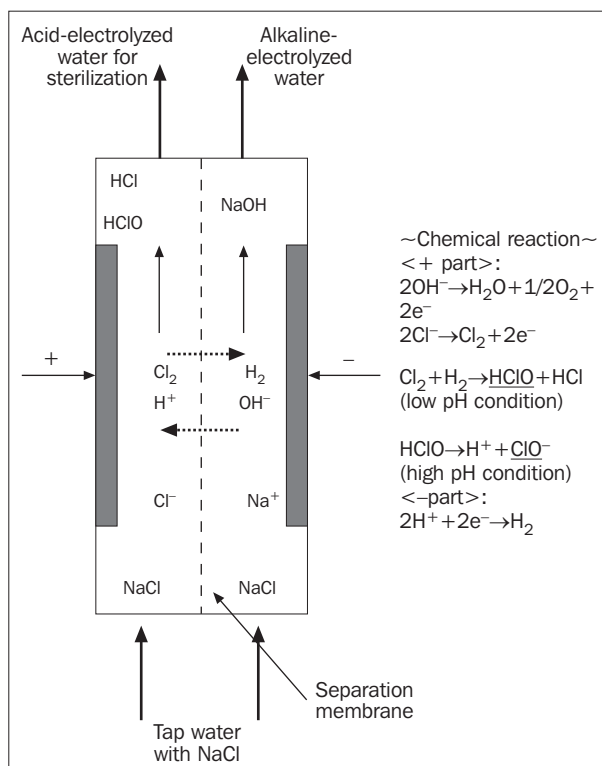 Acid-electrolyzed
water for
sterilization
Alkaline-
electrolyzed
water
HCl
HClO
NaOH
+
−
Cl₂
H₂
H⁺
OH⁻
Cl⁻
Na⁺
NaCl
NaCl
Separation
membrane
Tap water
with NaCl
~Chemical reaction~
<+ part>:
2OH⁻→H₂O+1/2O₂+
2e⁻
2Cl⁻→Cl₂+2e⁻
Cl₂+H₂→HClO+HCl
(low pH condition)
HClO→H⁺+ClO⁻
(high pH condition)
<–part>:
2H⁺+2e⁻→H₂